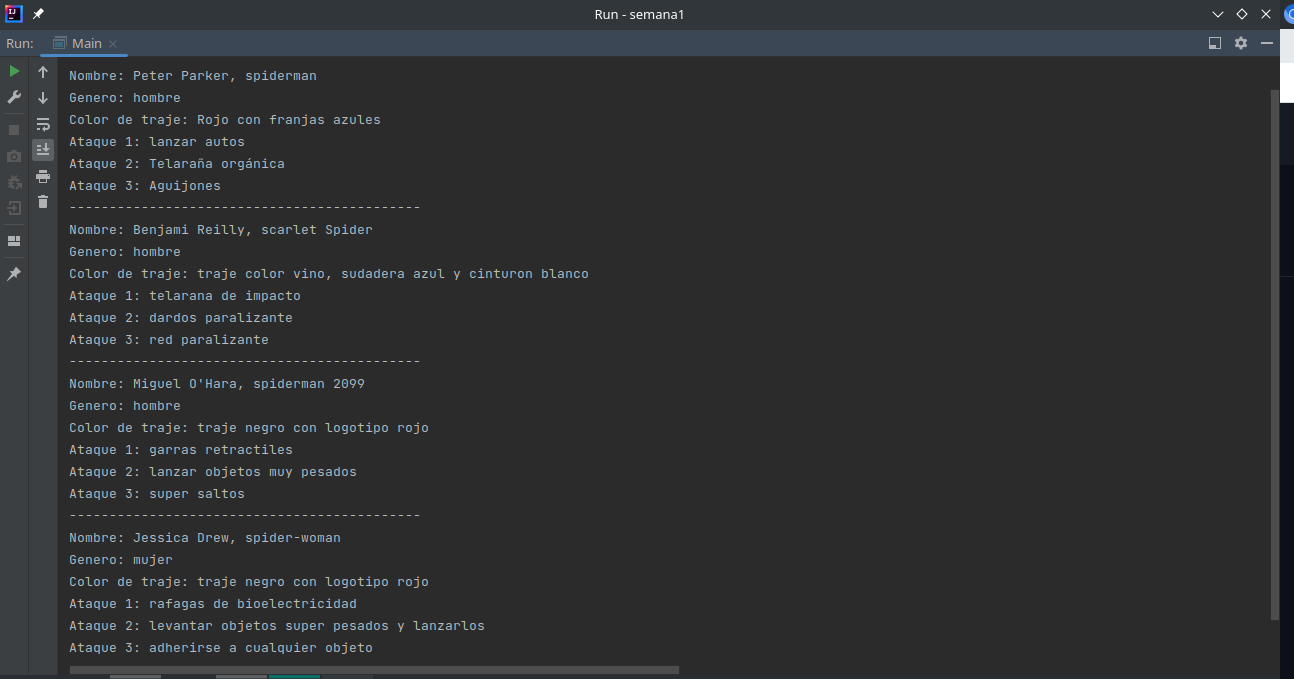 Run - semana1
Run: Main
Nombre: Peter Parker, spiderman
Genero: hombre
Color de traje: Rojo con franjas azules
Ataque 1: lanzar autos
Ataque 2: Telaraña orgánica
Ataque 3: Aguijones
--------------------------------------------
Nombre: Benjami Reilly, scarlet Spider
Genero: hombre
Color de traje: traje color vino, sudadera azul y cinturon blanco
Ataque 1: telarana de impacto
Ataque 2: dardos paralizante
Ataque 3: red paralizante
--------------------------------------------
Nombre: Miguel O'Hara, spiderman 2099
Genero: hombre
Color de traje: traje negro con logotipo rojo
Ataque 1: garras retractiles
Ataque 2: lanzar objetos muy pesados
Ataque 3: super saltos
--------------------------------------------
Nombre: Jessica Drew, spider-woman
Genero: mujer
Color de traje: traje negro con logotipo rojo
Ataque 1: rafagas de bioelectricidad
Ataque 2: levantar objetos super pesados y lanzarlos
Ataque 3: adherirse a cualquier objeto